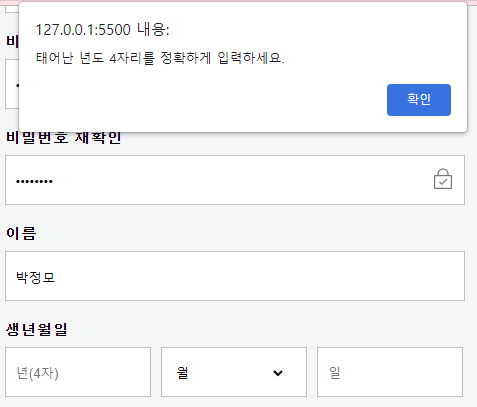 127.0.0.1:5500 내용:
태어난 년도 4자리를 정확하게 입력하세요.
확인
비밀번호 재확인
••••••••
이름
박정모
생년월일
년(4자) 월 일